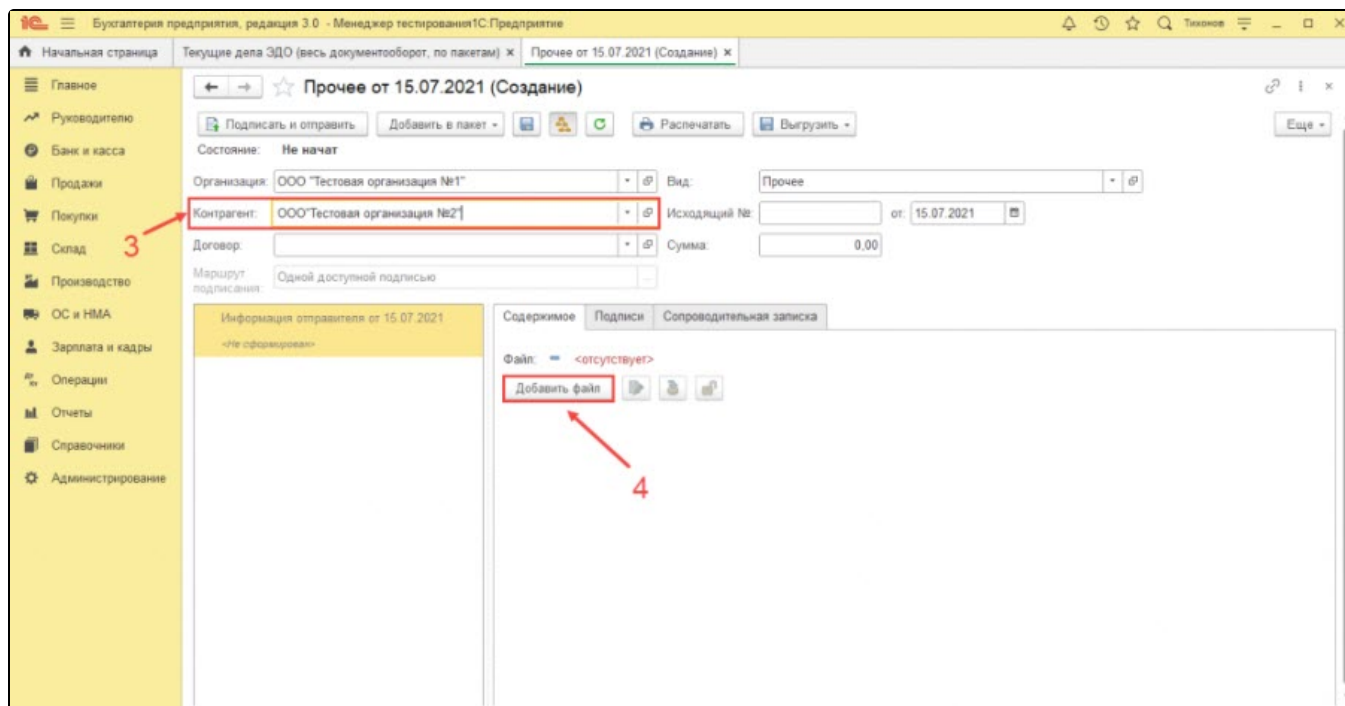 1С Бухгалтерия предприятия, редакция 3.0 - Менеджер тестирования1С:Предприятие Тихонов
Начальная страница Текущие дела ЭДО (весь документооборот, по пакетам) × Прочее от 15.07.2021 (Создание) ×
Главное
Руководителю
Банк и касса
Продажи
Покупки
Склад
Производство
ОС и НМА
Зарплата и кадры
Операции
Отчеты
Справочники
Администрирование
Прочее от 15.07.2021 (Создание)
Подписать и отправить Добавить в пакет Распечатать Выгрузить Еще
Состояние: Не начат
Организация: ООО "Тестовая организация №1" Вид: Прочее
Контрагент: ООО"Тестовая организация №2" Исходящий №: от: 15.07.2021
3
Договор: Сумма: 0,00
Маршрут
подписания: Одной доступной подписью
Информация отправителя от 15.07.2021
<Не сформирован>
Содержимое Подписи Сопроводительная записка
Файл: <отсутствует>
Добавить файл
4